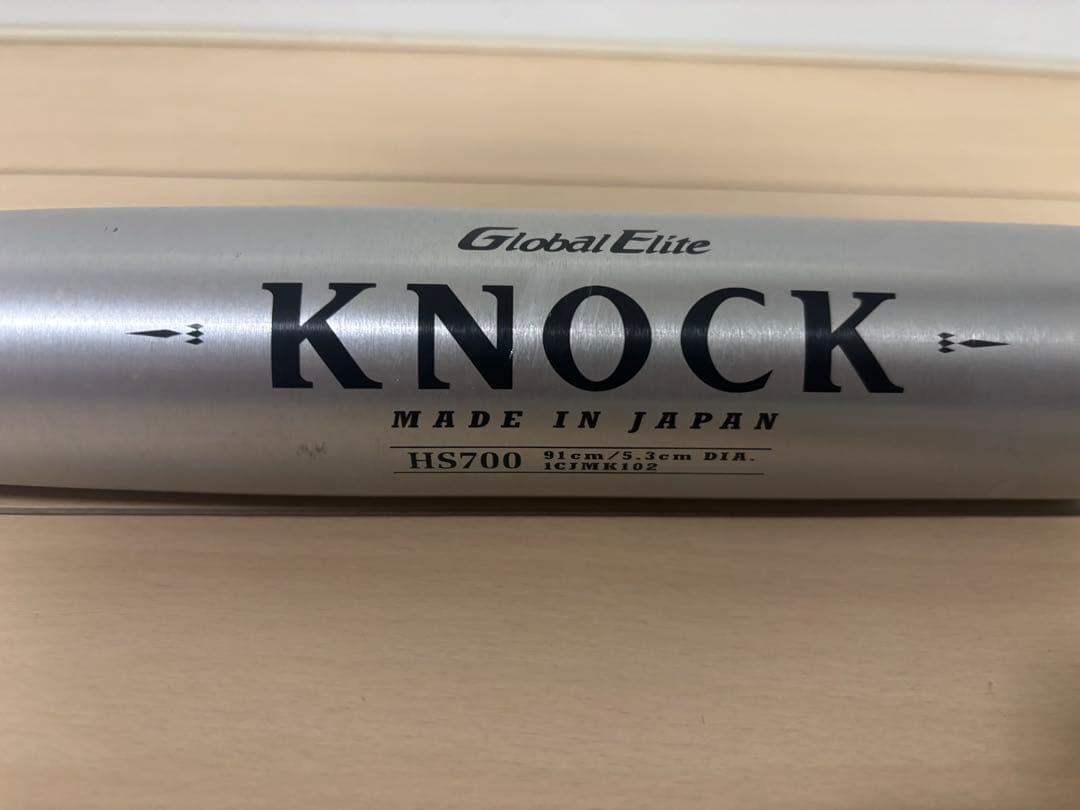 Global Elite
KNOCK
MADE IN JAPAN
HS700 91cm/5.3cm DIA.
1CJMK102